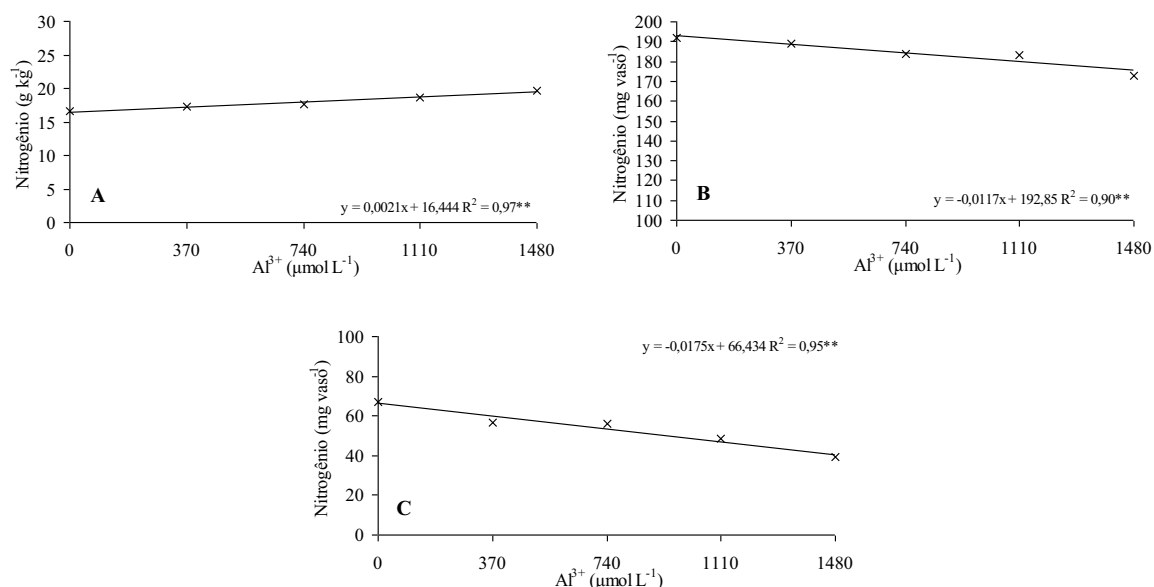 Nitrogênio (g kg-1)
30
25
20
15
10
5
0
A
y = 0,0021x + 16,444 R2 = 0,97**
0 370 740 1110 1480
Al3+ (μmol L-1)
Nitrogênio (mg vaso-1)
200
190
180
170
160
150
140
130
120
110
100
B
y = -0,0117x + 192,85 R2 = 0,90**
0 370 740 1110 1480
Al3+ (μmol L-1)
Nitrogênio (mg vaso-1)
100
80
60
40
20
0
y = -0,0175x + 66,434 R2 = 0,95**
C
0 370 740 1110 1480
Al3+ (μmol L-1)